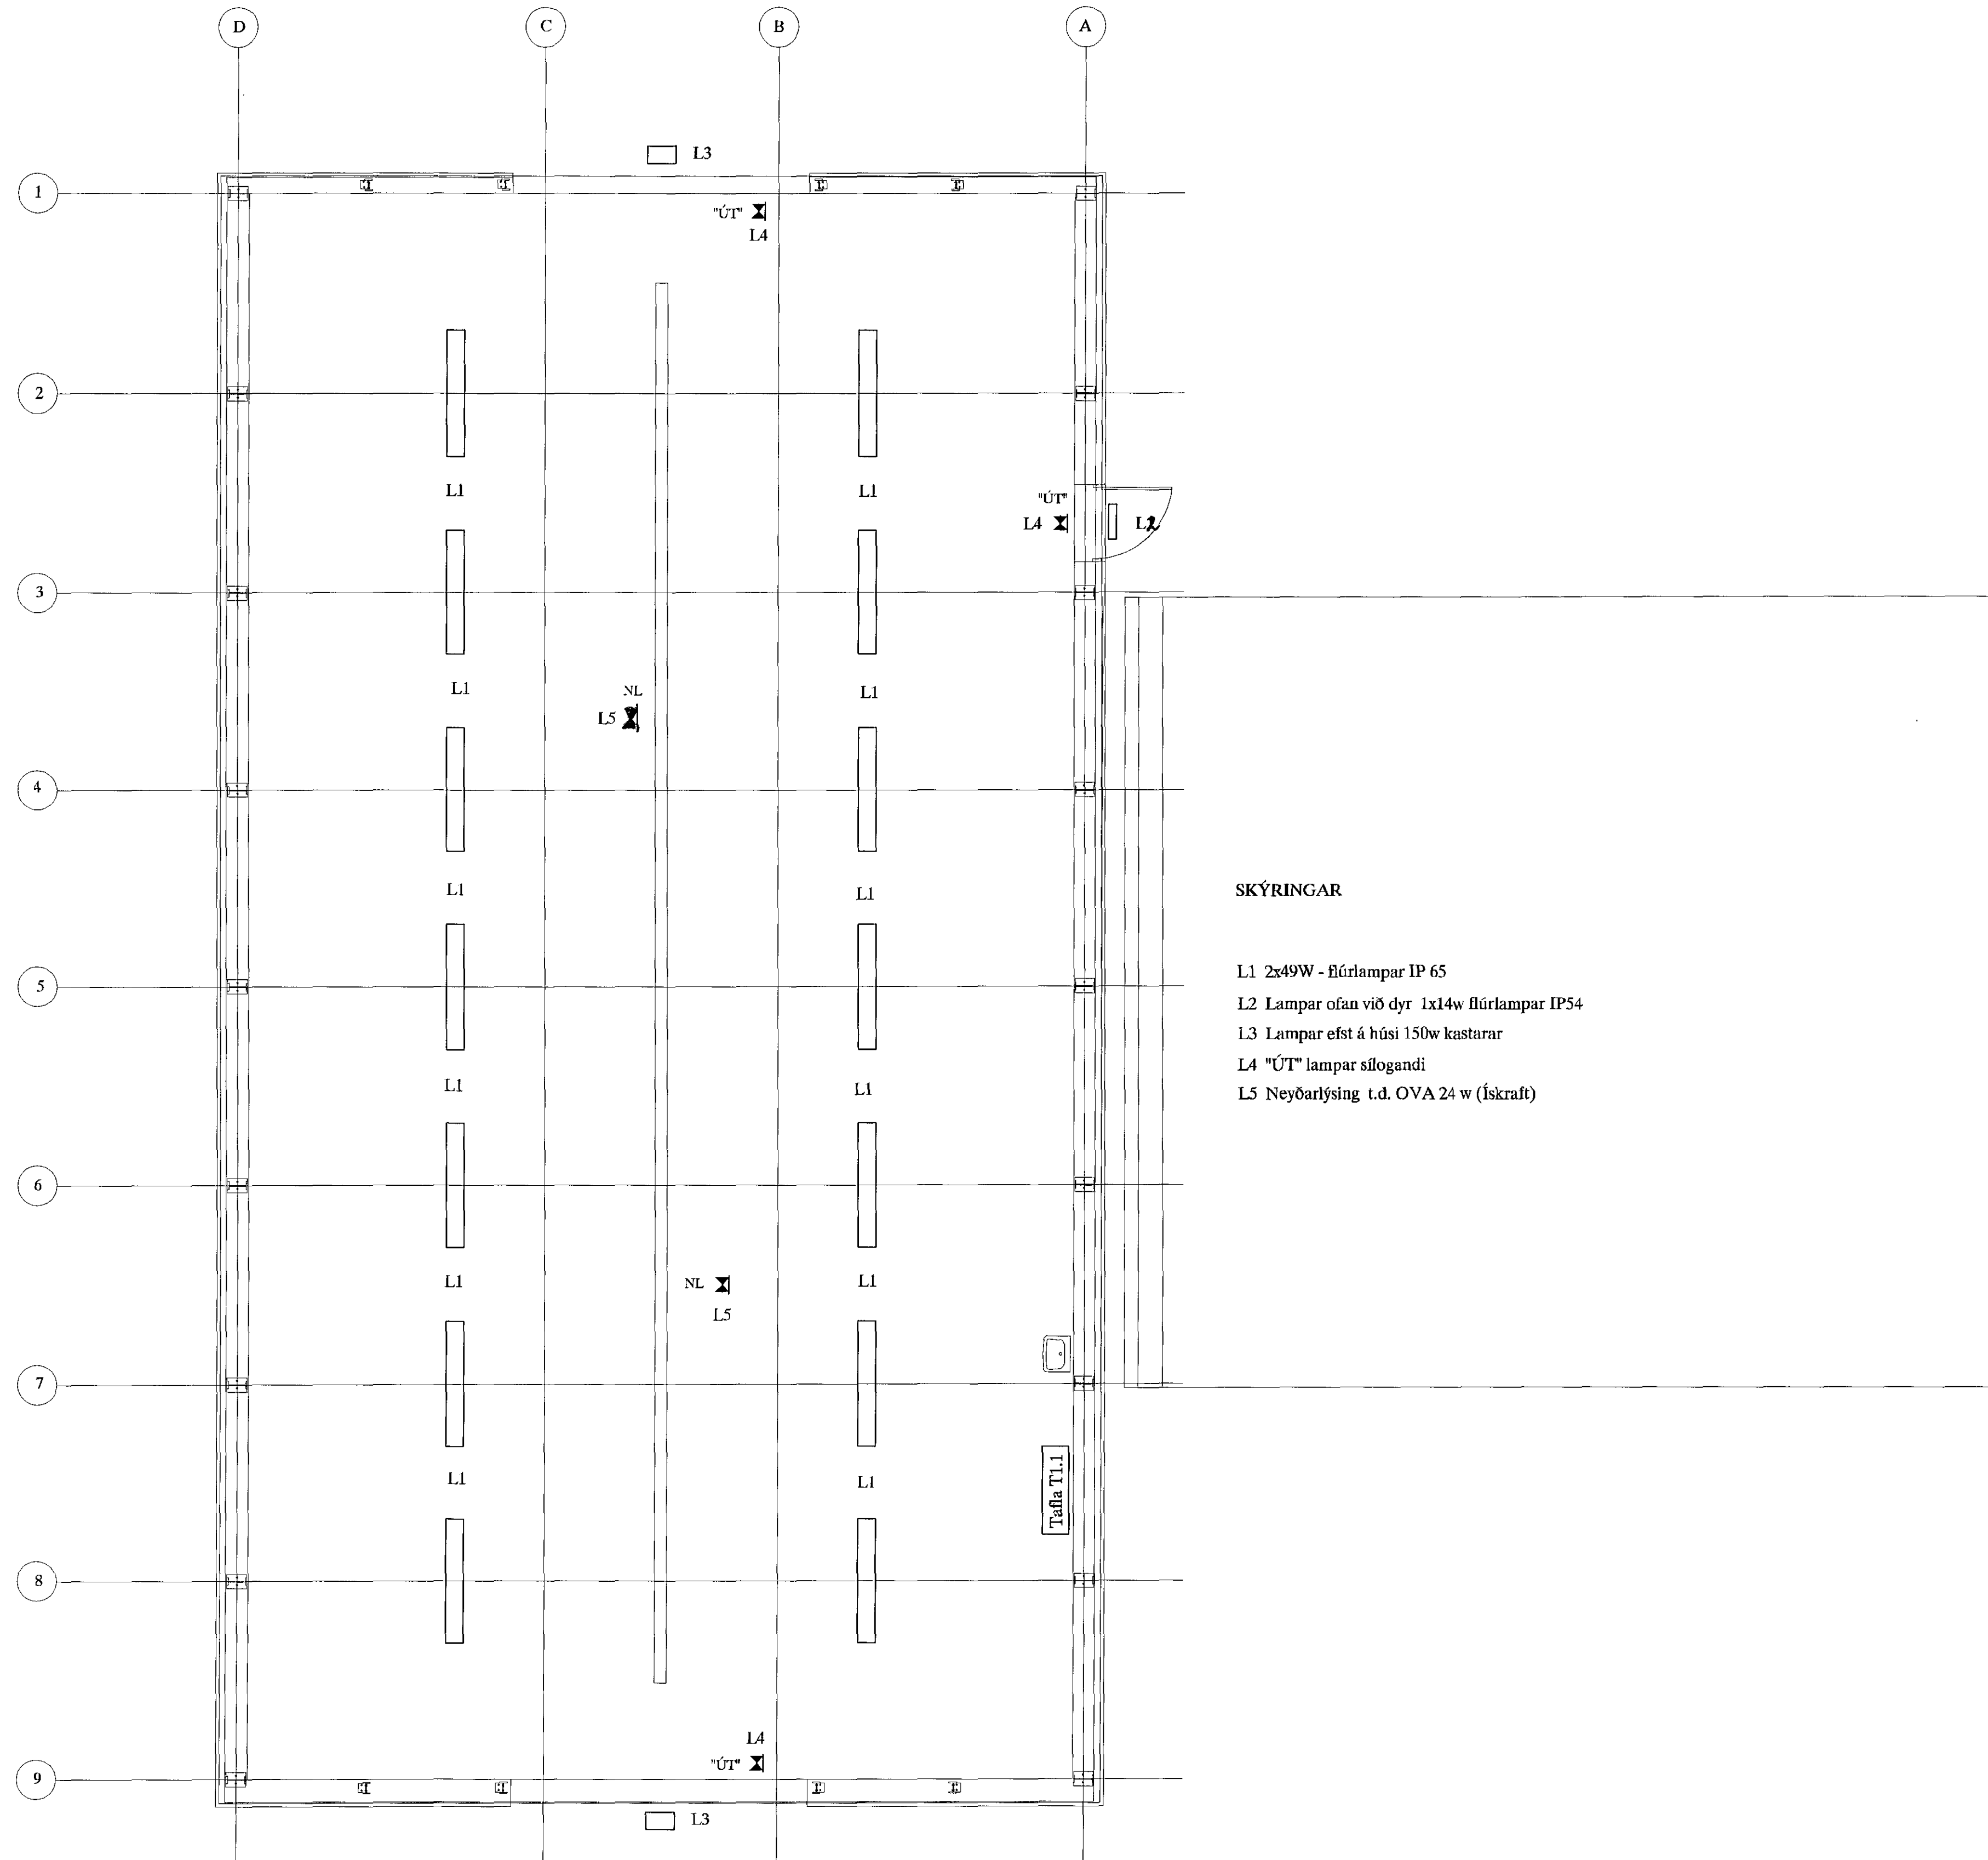 D C B A
L3
1
"ÚT"
L4
2
L1 L1
"ÚT"
L4 L2
3
L1 NL L1
L5
4
L1 L1
SKÝRINGAR
L1 2x49W - flúrlampar IP 65
5
L2 Lampar ofan við dyr 1x14w flúrlampar IP54
L3 Lampar efst á húsi 150w kastarar
L4 "ÚT" lampar sílogandi
L5 Neyðarlýsing t.d. OVA 24 w (Ískraft)
L1 L1
6
L1 NL L1
L5
7
L1 L1
Tafla T1.1
8
L4
"ÚT"
9
L3